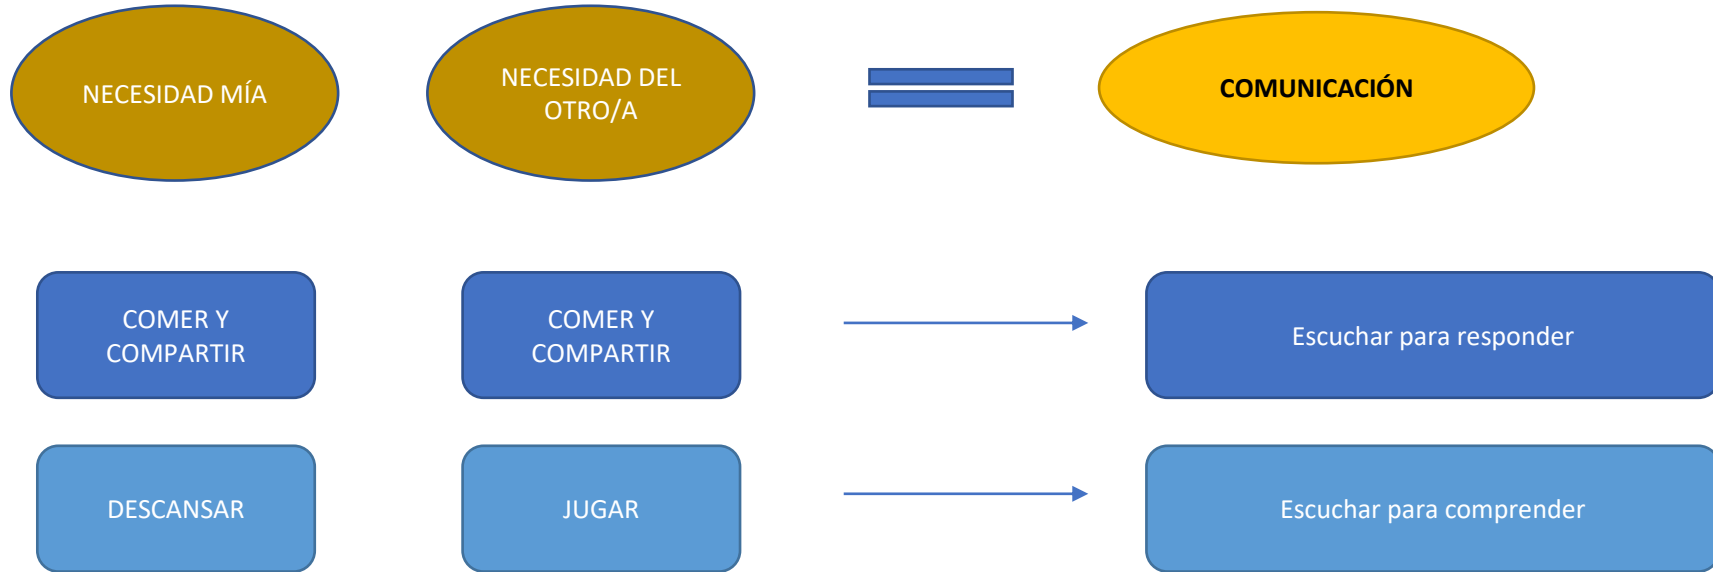 NECESIDAD MÍA
NECESIDAD DEL
OTRO/A
COMUNICACIÓN
COMER Y
COMPARTIR
COMER Y
COMPARTIR
Escuchar para responder
DESCANSAR
JUGAR
Escuchar para comprender